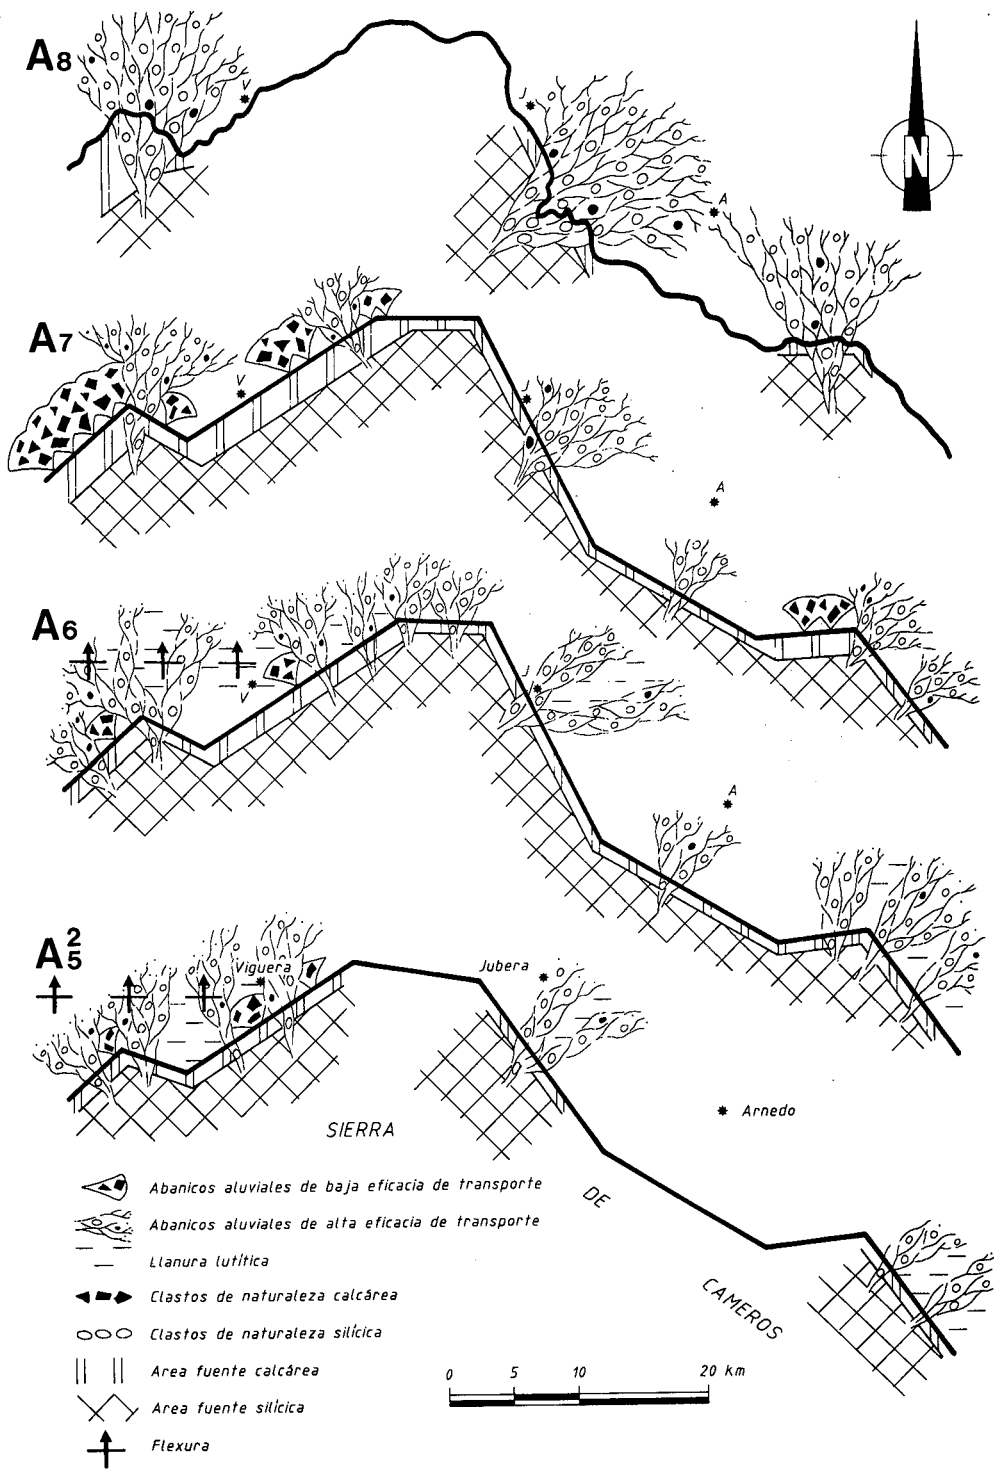 A8
V
J
N
A
A7
V
J
A
A6
V
J
A
A 2 5
Viguera
Jubera
Arnedo
SIERRA
DE
CAMEROS
Abanicos aluviales de baja eficacia de transporte
Abanicos aluviales de alta eficacia de transporte
Llanura lutítica
Clastos de naturaleza calcárea
Clastos de naturaleza silícica
Area fuente calcárea
Area fuente silícica
Flexura
0 5 10 20 Km